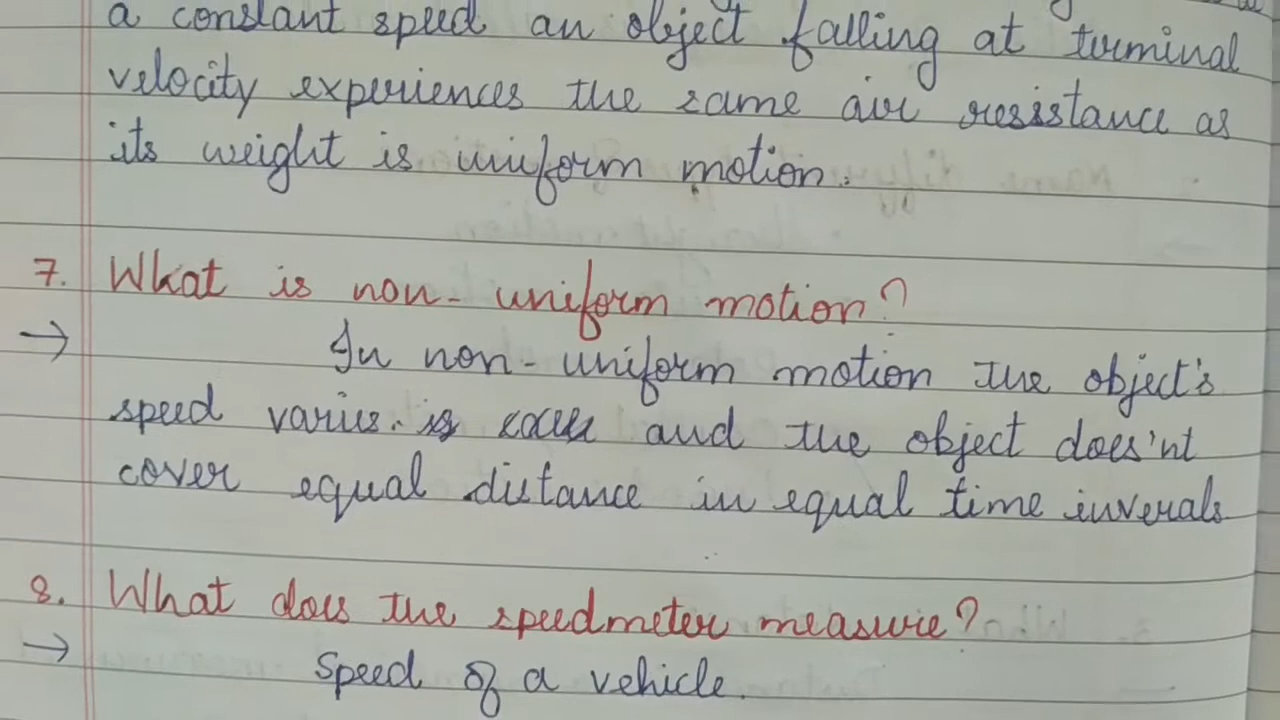 a constant speed an object falling at terminal
velocity experiences the same air resistance as
its weight is uniform motion.
7. What is non-uniform motion?
→ In non-uniform motion the object's
speed varies. is and the object does'nt
cover equal distance in equal time inverals
8. What does the speedmeter measure?
→ Speed of a vehicle.